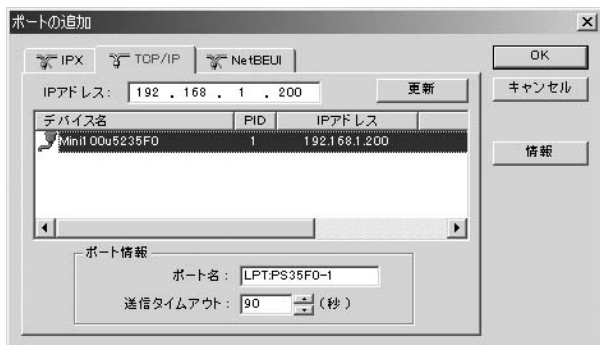 ポートの追加
IPX
TCP/IP
NetBEUI
OK
キャンセル
情報
IPアドレス: 192 . 168 . 1 . 200
更新
デバイス名 PID IPアドレス
Mini100u5235F0 1 192.168.1.200
ポート情報
ポート名: LPT:PS35F0-1
送信タイムアウト: 90 (秒)